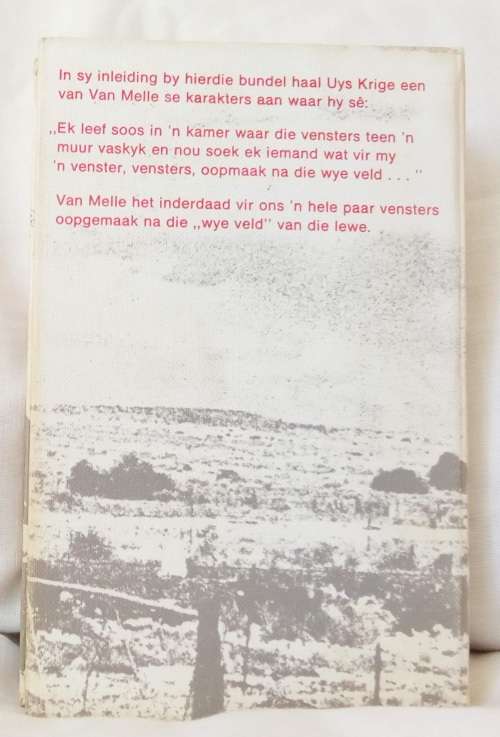 In sy inleiding by hierdie bundel haal Uys Krige een
van Van Melle se karakters aan waar hy sê:
„Ek leef soos in 'n kamer waar die vensters teen 'n
muur vaskyk en nou soek ek iemand wat vir my
'n venster, vensters, oopmaak na die wye veld . . . "
Van Melle het inderdaad vir ons 'n hele paar vensters
oopgemaak na die „wye veld" van die lewe.